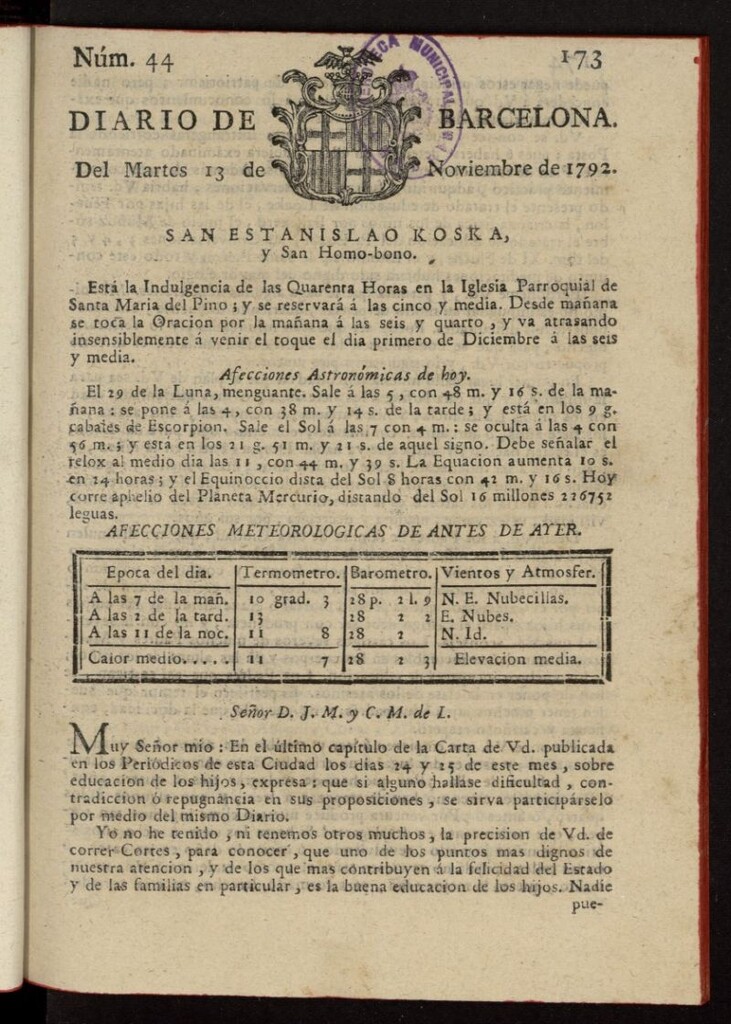 Núm. 44
173
BIBLIOTECA MUNICIPAL
DIARIO DE BARCELONA.
Del Martes 13 de Noviembre de 1792.
SAN ESTANISLAO KOSKA,
y San Homo-bono.
Está la Indulgencia de las Quarenta Horas en la Iglesia Parroquial de
Santa Maria del Pino; y se reservará á las cinco y media. Desde mañana
se toca la Oracion por la mañana á las seis y quarto, y va atrasando
insensiblemente á venir el toque el dia primero de Diciembre á las seis
y media.
Afecciones Astronómicas de hoy.
El 29 de la Luna, menguante. Sale á las 5, con 48 m. y 16 s. de la ma-
ñana: se pone á las 4, con 38 m. y 14 s. de la tarde; y está en los 9 g.
cabales de Escorpion. Sale el Sol á las 7 con 4 m.: se oculta á las 4 con
56 m.; y está en los 21 g. 51 m. y 21 s. de aquel signo. Debe señalar el
relox al medio dia las 11, con 44 m. y 39 s. La Equacion aumenta 10 s.
en 24 horas; y el Equinoccio dista del Sol 8 horas con 42 m. y 16 s. Hoy
corre aphelio del Planeta Mercurio, distando del Sol 16 millones 226752
leguas.
AFECCIONES METEOROLOGICAS DE ANTES DE AYER.
Epoca del dia. Termometro. Barometro. Vientos y Atmosfer.
A las 7 de la mañ. 10 grad. 3 28 p. 2 l. 9 N. E. Nubecillas.
A las 2 de la tard. 13 28 2 2 E. Nubes.
A las 11 de la noc. 11 8 28 2 N. Id.
Calor medio..... 11 7 28 2 3 Elevacion media.
Señor D. J. M. y C. M. de I.
Muy Señor mio: En el último capítulo de la Carta de Vd. publicada
en los Periódicos de esta Ciudad los dias 24 y 25 de este mes, sobre
educacion de los hijos, expresa: que si alguno hallase dificultad, con-
tradiccion ó repugnancia en sus proposiciones, se sirva participárselo
por medio del mismo Diario.
Yo no he tenido, ni tenemos otros muchos, la precision de Vd. de
correr Cortes, para conocer, que uno de los puntos mas dignos de
nuestra atencion, y de los que mas contribuyen á la felicidad del Estado
y de las familias en particular, es la buena educacion de los hijos. Nadie
pue-